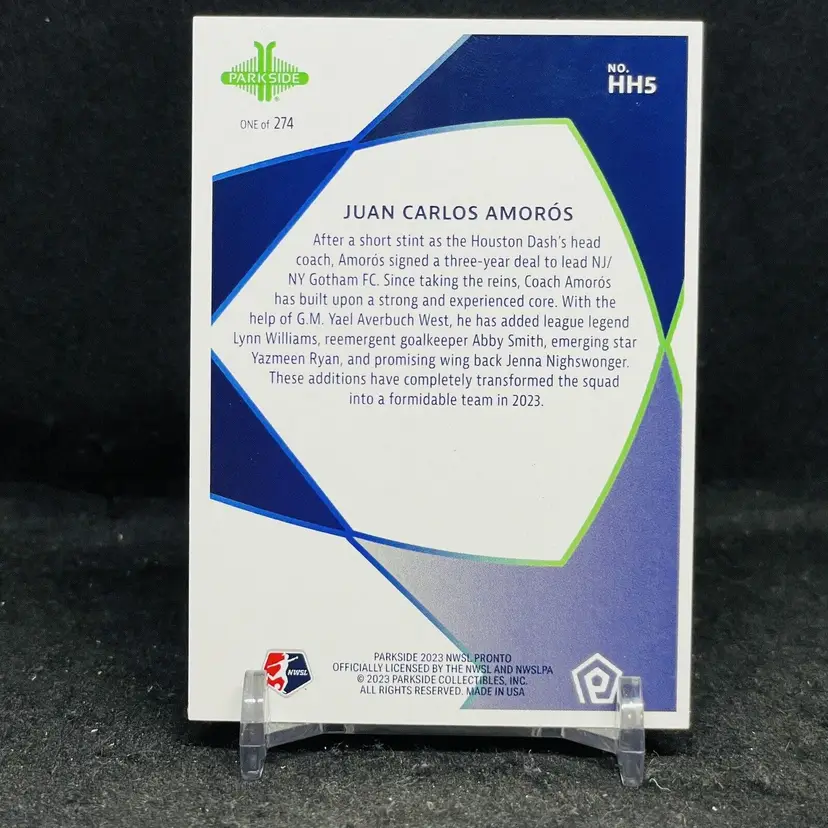 PARKSIDE
ONE of 274
NO.
HH5
JUAN CARLOS AMORÓS
After a short stint as the Houston Dash's head
coach, Amorós signed a three-year deal to lead NJ/
NY Gotham FC. Since taking the reins, Coach Amorós
has built upon a strong and experienced core. With the
help of G.M. Yael Averbuch West, he has added league legend
Lynn Williams, reemergent goalkeeper Abby Smith, emerging star
Yazmeen Ryan, and promising wing back Jenna Nighswonger.
These additions have completely transformed the squad
into a formidable team in 2023.
NWSL
PARKSIDE 2023 NWSL PRONTO
OFFICIALLY LICENSED BY THE NWSL AND NWSLPA
© 2023 PARKSIDE COLLECTIBLES, INC.
ALL RIGHTS RESERVED. MADE IN USA